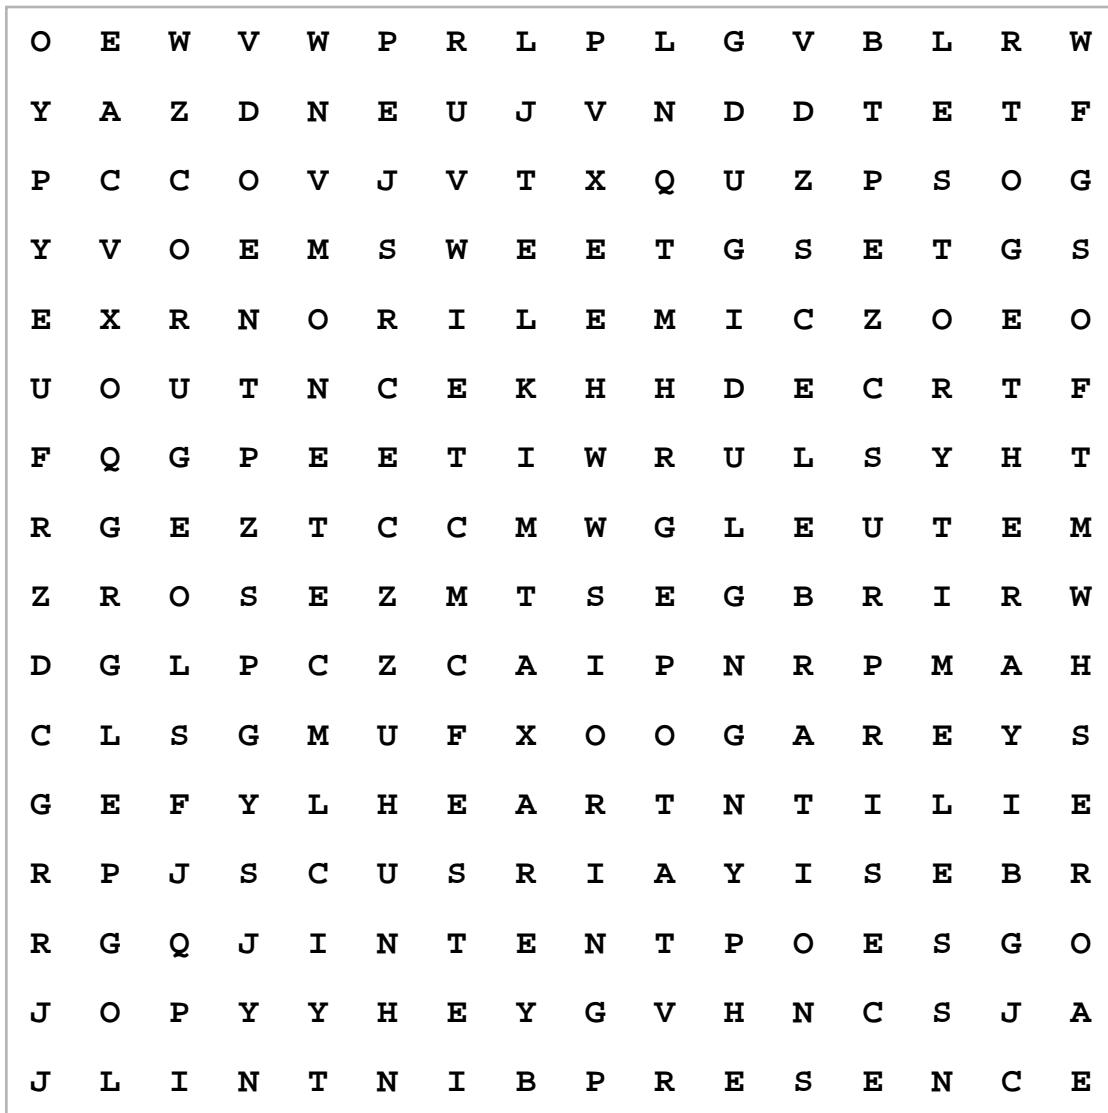 O E W V W P R L P L G V B L R W
Y A Z D N E U J V N D D T E T F
P C C O V J V T X Q U Z P S O G
Y V O E M S W E E T G S E T G S
E X R N O R I L E M I C Z O E O
U O U T N C E K H H D E C R T F
F Q G P E E T I W R U L S Y H T
R G E Z T C C M W G L E U T E M
Z R O S E Z M T S E G B R I R W
D G L P C Z C A I P N R P M A H
C L S G M U F X O O G A R E Y S
G E F Y L H E A R T N T I L I E
R P J S C U S R I A Y I S E B R
R G Q J I N T E N T P O E S G O
J O P Y Y H E Y G V H N C S J A
J L I N T N I B P R E S E N C E